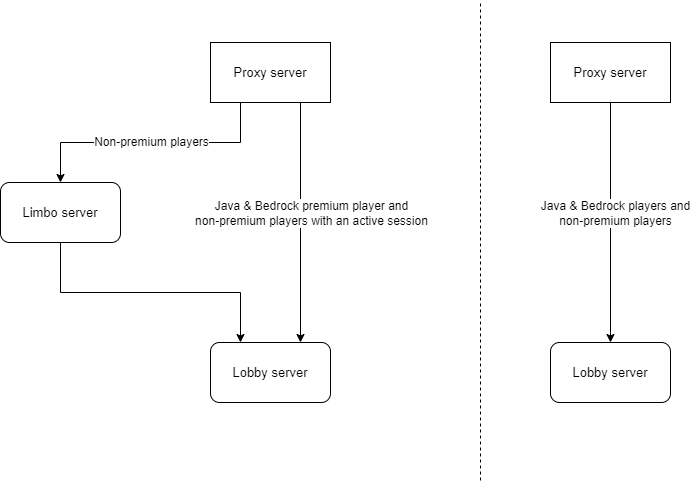 Proxy server
Non-premium players
Limbo server
Java & Bedrock premium player and
non-premium players with an active session
Lobby server
Proxy server
Java & Bedrock players and
non-premium players
Lobby server